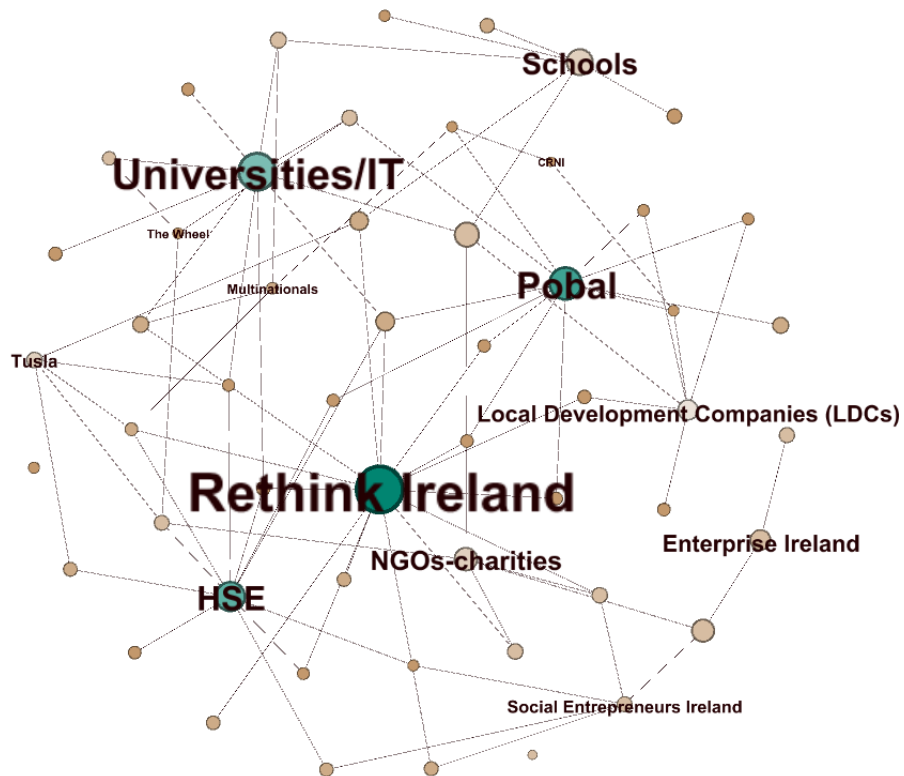 Schools
CRNI
Universities/IT
The Wheel
Pobal
Multinationals
Tusla
Local Development Companies (LDCs)
Rethink Ireland
Enterprise Ireland
NGOs-charities
HSE
Social Entrepreneurs Ireland